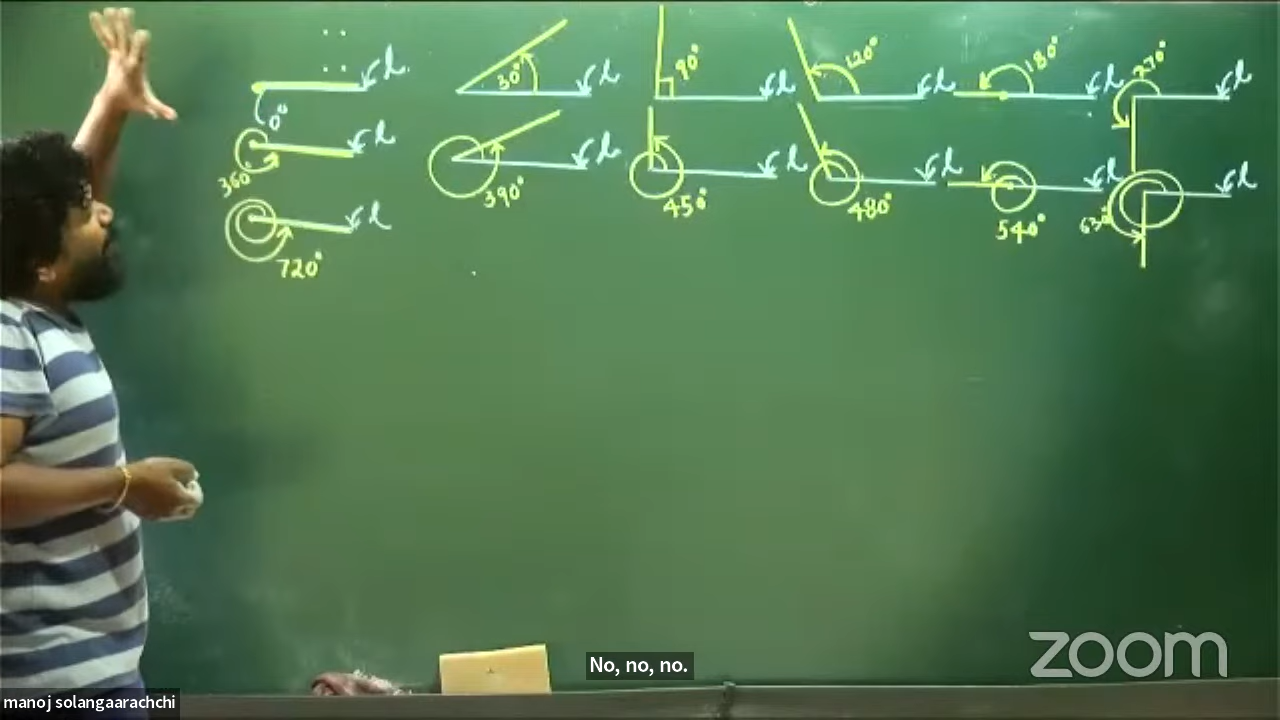 l l l l l l
0° 30° 90° 120° 180° 270°
l l l l l l
360° 390° 450° 480° 540° 630°
l
720°
No, no, no.
zoom
manoj solangaarachchi